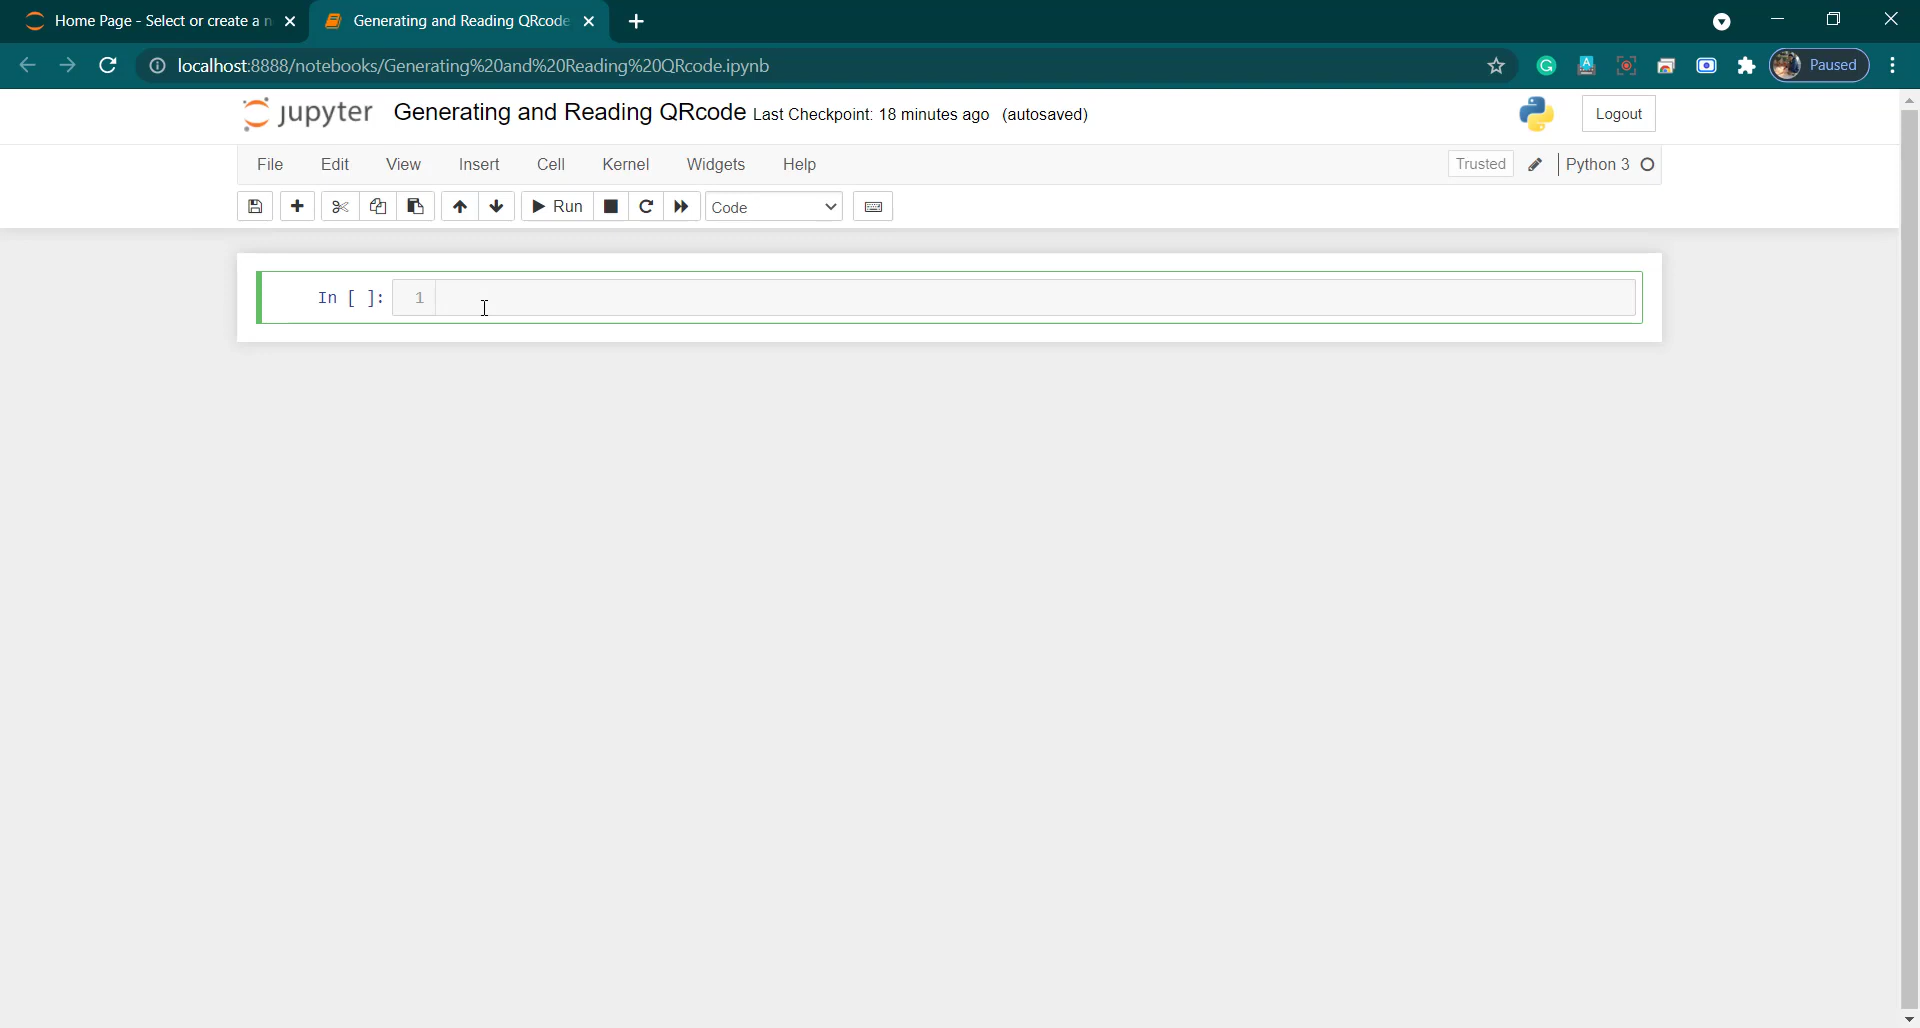 Home Page - Select or create a n
Generating and Reading QRcode
localhost:8888/notebooks/Generating%20and%20Reading%20QRcode.ipynb
Paused
jupyter Generating and Reading QRcode Last Checkpoint: 18 minutes ago (autosaved)
Logout
File Edit View Insert Cell Kernel Widgets Help
Trusted
Python 3
Run
Code
In [ ]: 1